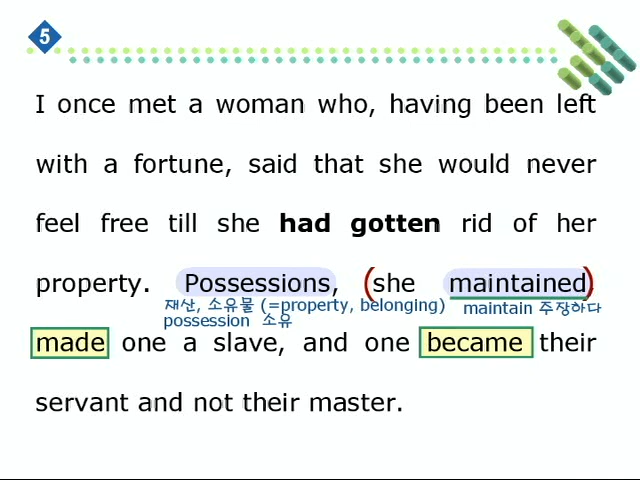 5
I once met a woman who, having been left
with a fortune, said that she would never
feel free till she had gotten rid of her
property. Possessions, (she maintained),
재산, 소유물 (=property, belonging) maintain 주장하다
possession 소유
made one a slave, and one became their
servant and not their master.